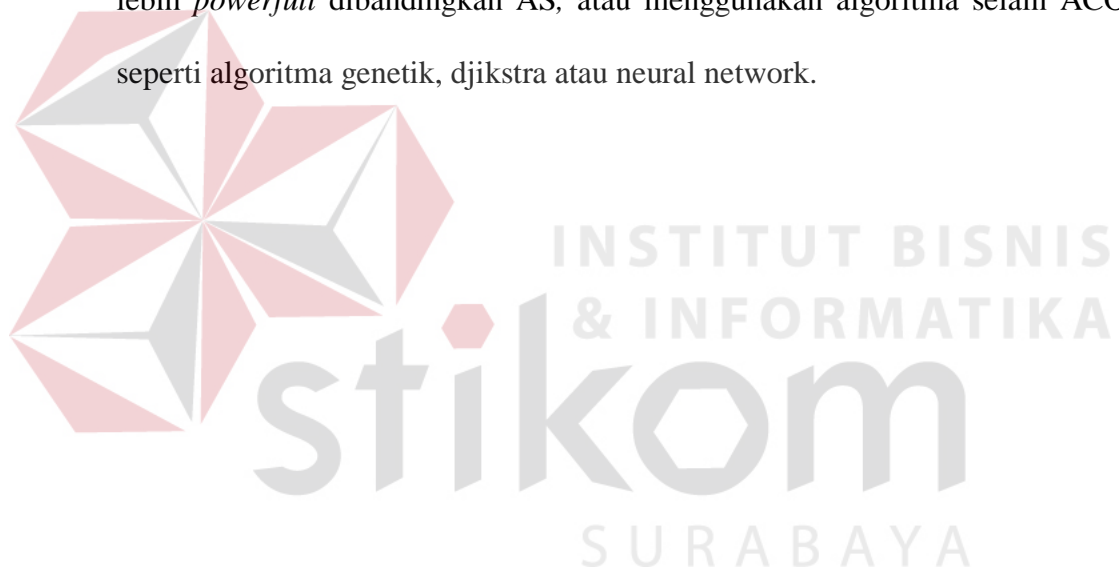 lebih powerfull dibandingkan AS, atau menggunakan algoritma selain ACO
seperti algoritma genetik, djikstra atau neural network.
INSTITUT BISNIS
& INFORMATIKA
stikom
SURABAYA